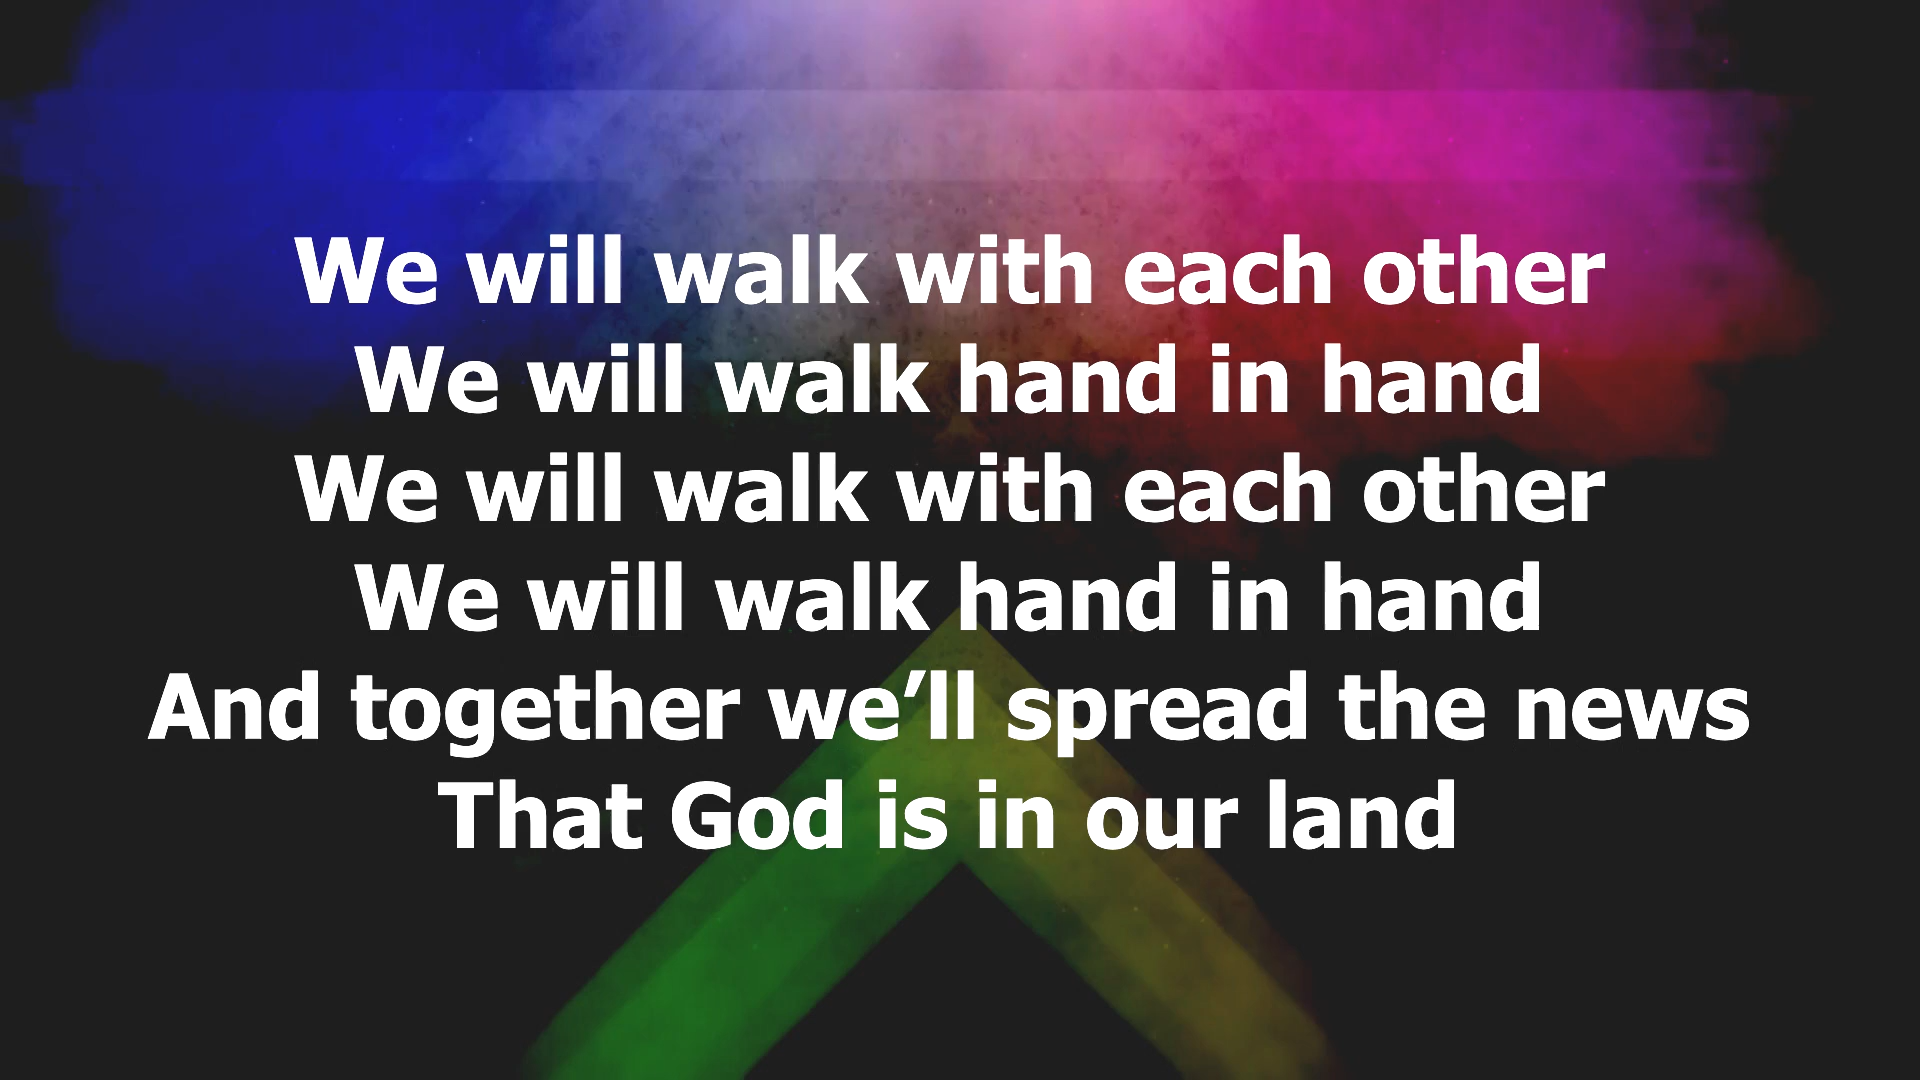 We will walk with each other
We will walk hand in hand
We will walk with each other
We will walk hand in hand
And together we’ll spread the news
That God is in our land